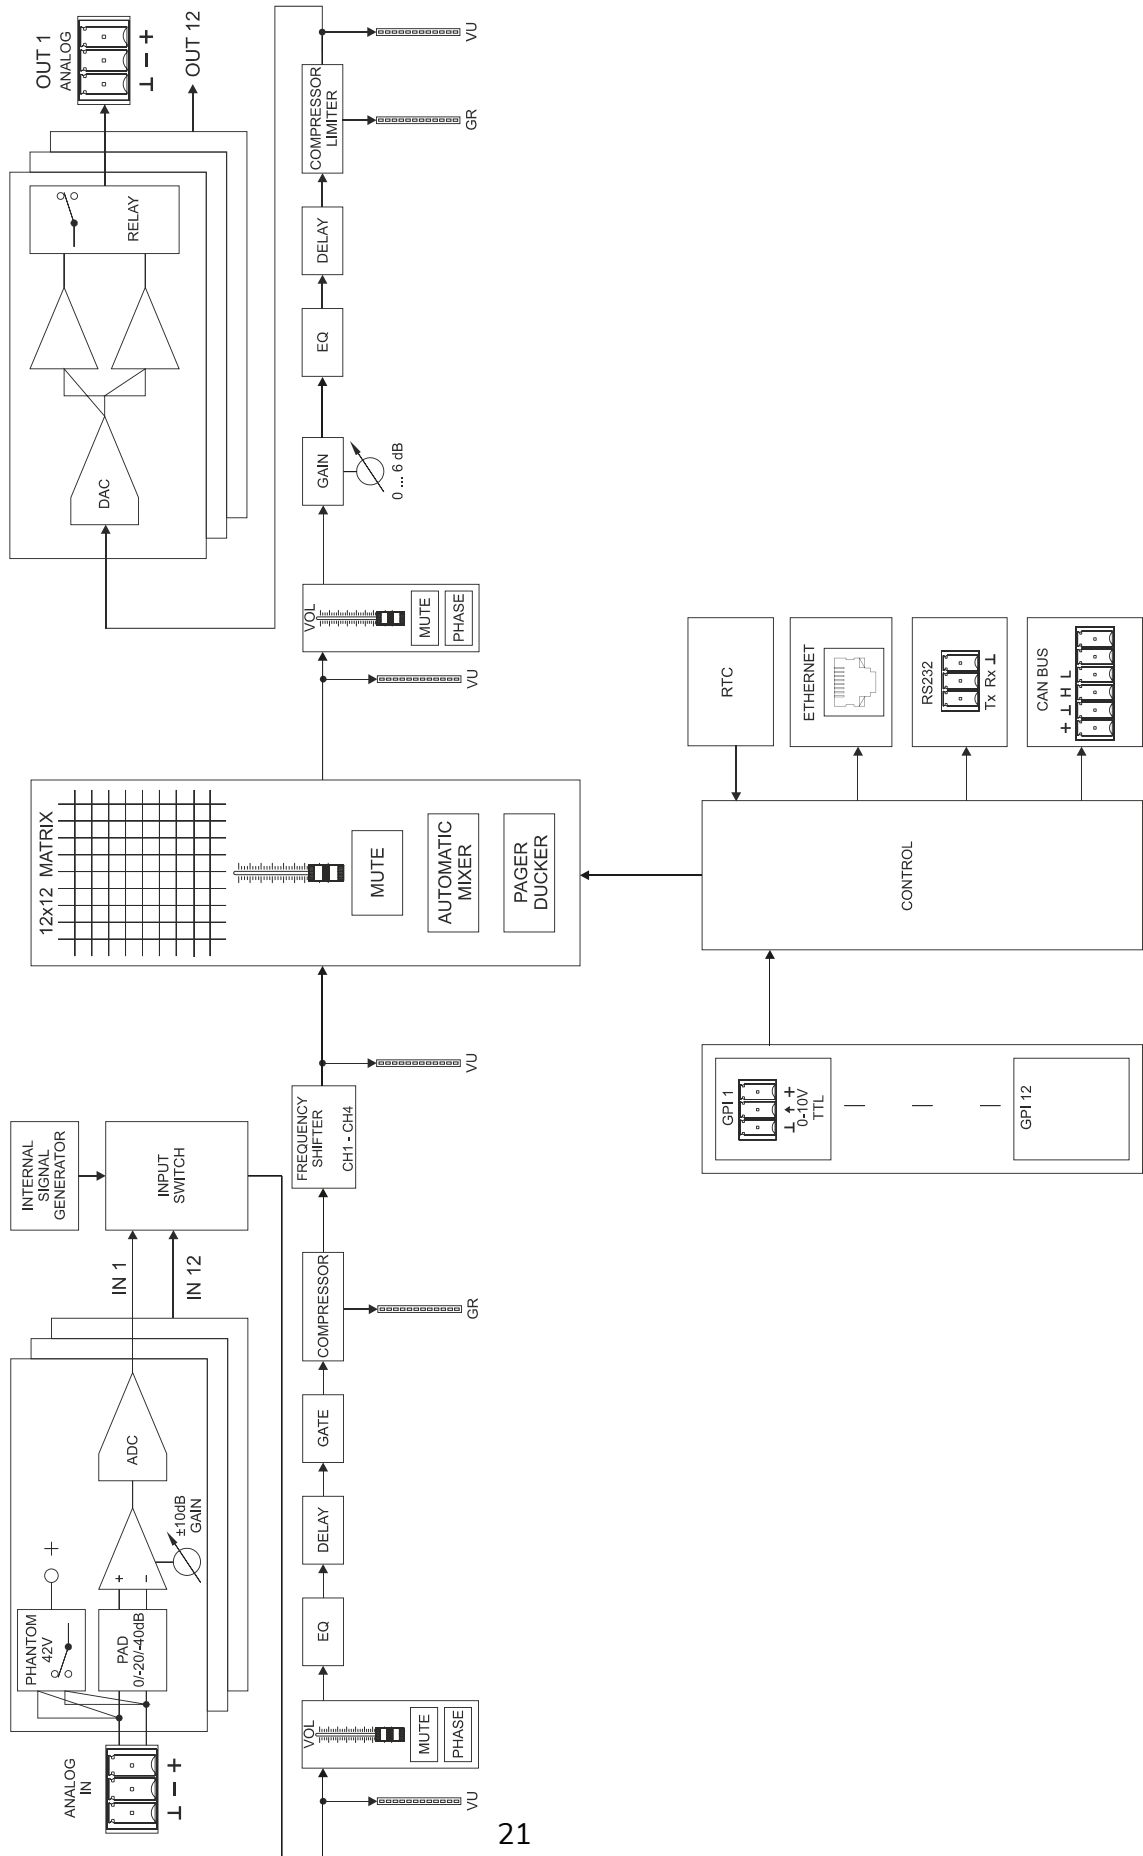 ANALOG
IN
+
−
⊥
PHANTOM
42V
+
PAD
0/-20/-40dB
+
−
±10dB
GAIN
ADC
IN 1
IN 12
INTERNAL
SIGNAL
GENERATOR
INPUT
SWITCH
VU
VOL
MUTE
PHASE
EQ
DELAY
GATE
COMPRESSOR
GR
FREQUENCY
SHIFTER
CH1 - CH4
VU
12x12 MATRIX
MUTE
AUTOMATIC
MIXER
PAGER
DUCKER
VU
VOL
MUTE
PHASE
GAIN
0 ... 6 dB
EQ
DELAY
COMPRESSOR
LIMITER
GR
VU
DAC
RELAY
OUT 1
ANALOG
+
−
⊥
OUT 12
GPI 1
⊥ ↑ +
0-10V
TTL
GPI 12
CONTROL
RTC
ETHERNET
RS232
Tx Rx ⊥
CAN BUS
+ ⊥ H L
21